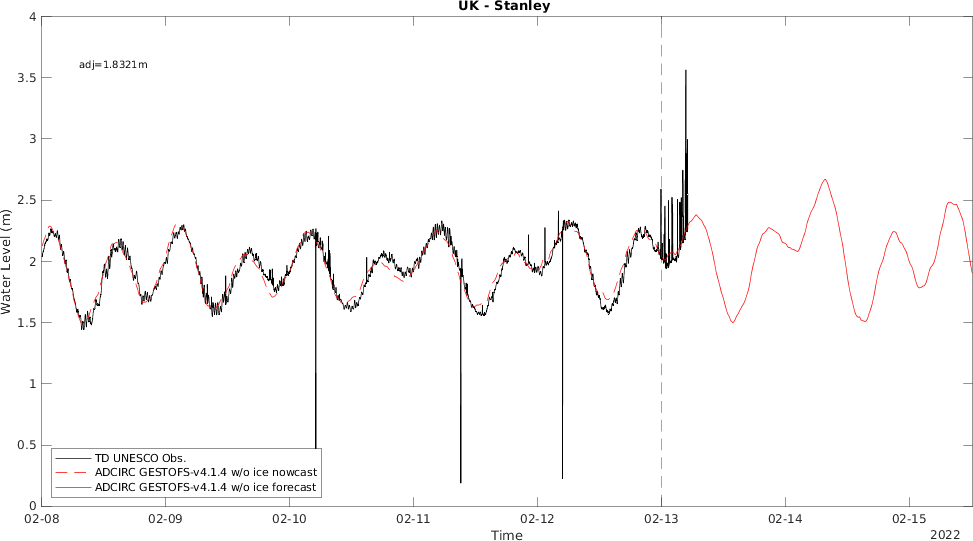 UK - Stanley
adj=1.8321m
4
3.5
3
2.5
2
1.5
1
0.5
0
Water Level (m)
TD UNESCO Obs.
ADCIRC GESTOFS-v4.1.4 w/o ice nowcast
ADCIRC GESTOFS-v4.1.4 w/o ice forecast
02-08 02-09 02-10 02-11 02-12 02-13 02-14 02-15
Time
2022